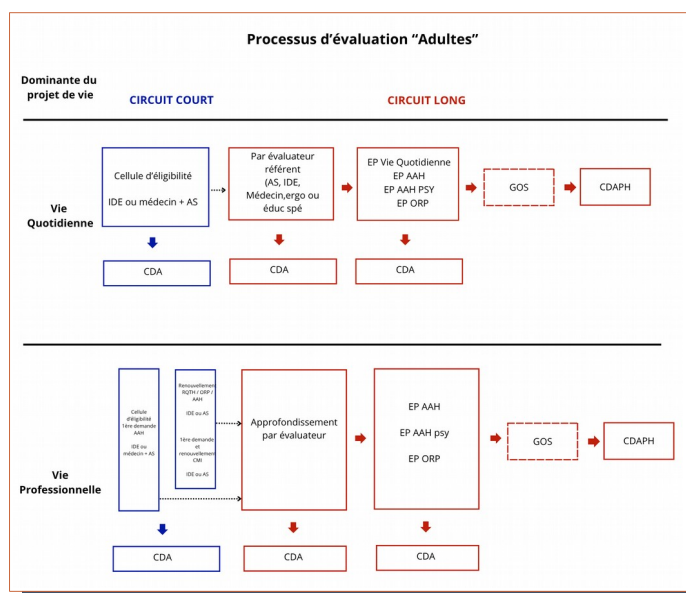 Processus d’évaluation “Adultes”
Dominante du
projet de vie
CIRCUIT COURT
CIRCUIT LONG
Vie
Quotidienne
Cellule d’éligibilité
IDE ou médecin + AS
Par évaluateur
référent
(AS, IDE,
Médecin,ergo ou
éduc spé
EP Vie Quotidienne
EP AAH
EP AAH PSY
EP ORP
GOS
CDAPH
CDA
CDA
CDA
Vie
Professionnelle
Cellule
d’éligibilité
1ère demande
AAH
IDE ou
médecin + AS
Renouvellement
RQTH / ORP /
AAH
IDE ou AS
1ère demande
et
renouvellement
CMI
IDE ou AS
Approfondissement
par évaluateur
EP AAH
EP AAH psy
EP ORP
GOS
CDAPH
CDA
CDA
CDA